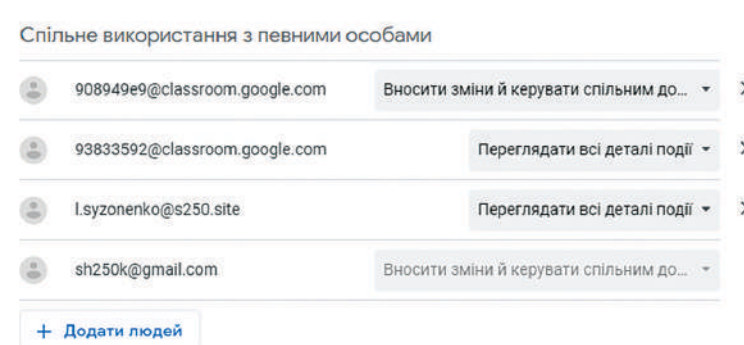 Спільне використання з певними особами
908949e9@classroom.google.com Вносити зміни й керувати спільним до...
93833592@classroom.google.com Переглядати всі деталі події
l.syzonenko@s250.site Переглядати всі деталі події
sh250k@gmail.com Вносити зміни й керувати спільним до...
+ Додати людей